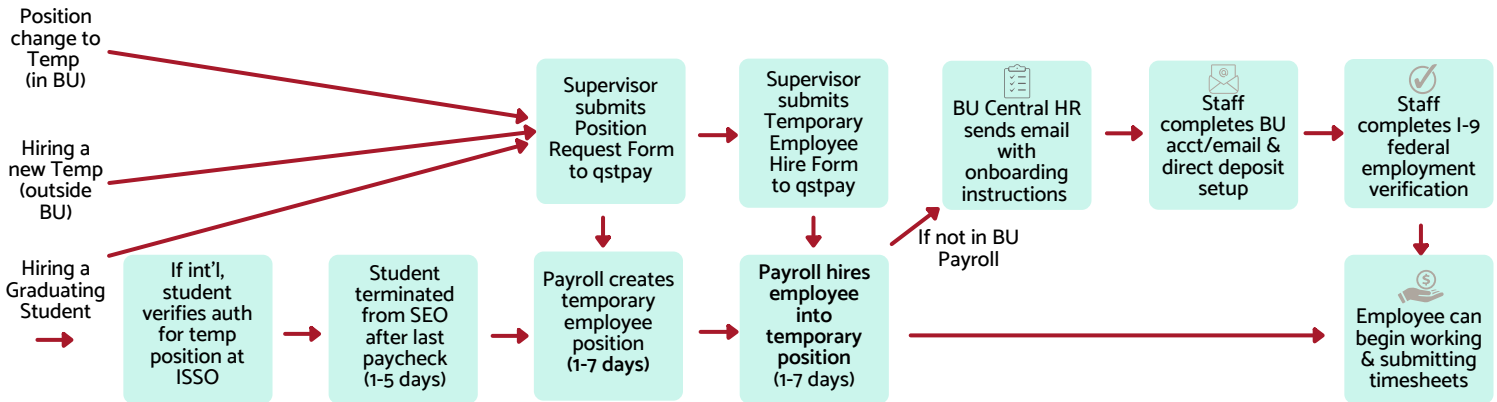 Position
change to
Temp
(in BU)
Hiring a
new Temp
(outside
BU)
Hiring a
Graduating
Student
Supervisor
submits
Position
Request Form
to qstpay
Supervisor
submits
Temporary
Employee
Hire Form
to qstpay
BU Central HR
sends email
with
onboarding
instructions
@
Staff
completes BU
acct/email &
direct deposit
setup
Staff
completes I-9
federal
employment
verification
If not in BU
Payroll
If int'l,
student
verifies auth
for temp
position at
ISSO
Student
terminated
from SEO
after last
paycheck
(1-5 days)
Payroll creates
temporary
employee
position
(1-7 days)
Payroll hires
employee
into
temporary
position
(1-7 days)
$
Employee can
begin working
& submitting
timesheets